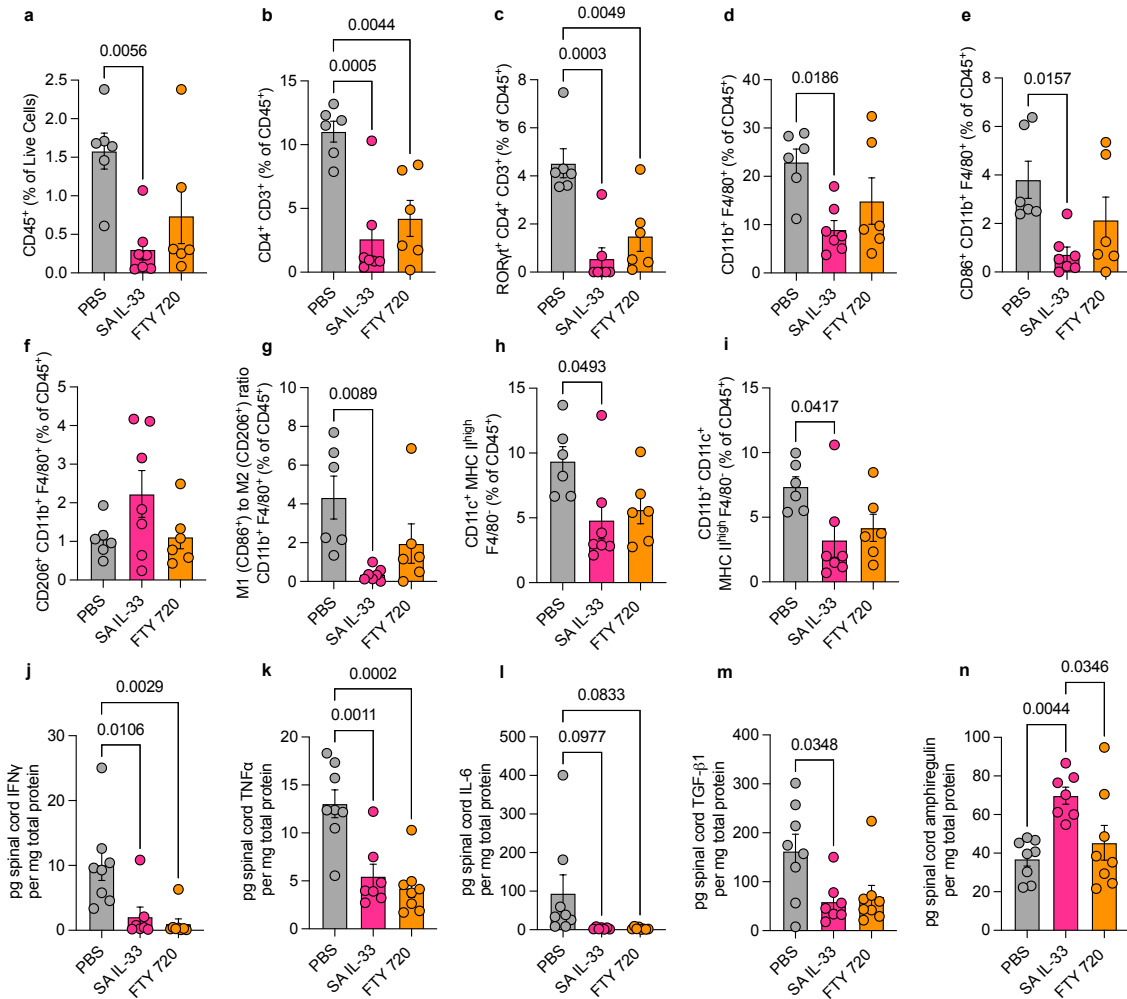 a
0.0056
CD45⁺ (% of Live Cells)
2.5
2.0
1.5
1.0
0.5
0.0
PBS
SA IL-33
FTY 720
b
0.0044
0.0005
CD4⁺ CD3⁺ (% of CD45⁺)
15
10
5
0
PBS
SA IL-33
FTY 720
c
0.0049
0.0003
RORγt⁺ CD4⁺ CD3⁺ (% of CD45⁺)
8
6
4
2
0
PBS
SA IL-33
FTY 720
d
0.0186
CD11b⁺ F4/80⁺ (% of CD45⁺)
40
30
20
10
0
PBS
SA IL-33
FTY 720
e
0.0157
CD86⁺ CD11b⁺ F4/80⁺ (% of CD45⁺)
8
6
4
2
0
PBS
SA IL-33
FTY 720
f
CD206⁺ CD11b⁺ F4/80⁺ (% of CD45⁺)
5
4
3
2
1
0
PBS
SA IL-33
FTY 720
g
0.0089
M1 (CD86⁺) to M2 (CD206⁺) ratio
CD11b⁺ F4/80⁺ (% of CD45⁺)
10
8
6
4
2
0
PBS
SA IL-33
FTY 720
h
0.0493
CD11c⁺ MHC IIʰⁱᵍʰ
F4/80⁻ (% of CD45⁺)
15
10
5
0
PBS
SA IL-33
FTY 720
i
0.0417
CD11b⁺ CD11c⁺
MHC IIʰⁱᵍʰ F4/80⁻ (% of CD45⁺)
15
10
5
0
PBS
SA IL-33
FTY 720
j
0.0029
0.0106
pg spinal cord IFNγ
per mg total protein
30
20
10
0
PBS
SA IL-33
FTY 720
k
0.0002
0.0011
pg spinal cord TNFα
per mg total protein
20
15
10
5
0
PBS
SA IL-33
FTY 720
l
0.0833
0.0977
pg spinal cord IL-6
per mg total protein
500
400
300
200
100
0
PBS
SA IL-33
FTY 720
m
0.0348
pg spinal cord TGF-β1
per mg total protein
400
300
200
100
0
PBS
SA IL-33
FTY 720
n
0.0346
0.0044
pg spinal cord amphiregulin
per mg total protein
100
80
60
40
20
0
PBS
SA IL-33
FTY 720